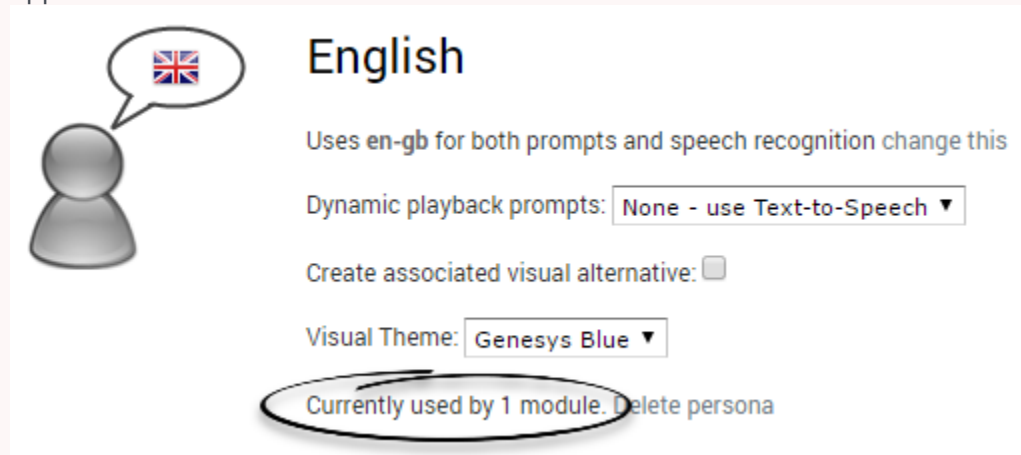 English
Uses en-gb for both prompts and speech recognition change this
Dynamic playback prompts: None - use Text-to-Speech ▼
Create associated visual alternative:
Visual Theme: Genesys Blue ▼
Currently used by 1 module. Delete persona